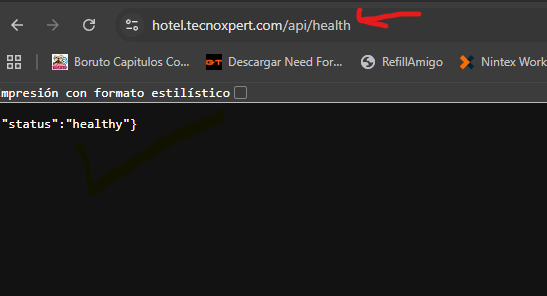 hotel.tecnoxpert.com/api/health
Boruto Capitulos Co... GT Descargar Need For... RefillAmigo Nintex Work
mpresión con formato estilístico
"status":"healthy"}